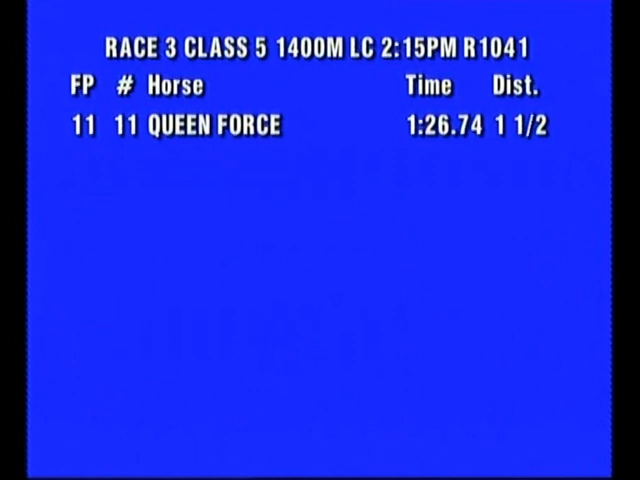 RACE 3 CLASS 5 1400M LC 2:15PM R1041
FP # Horse Time Dist.
11 11 QUEEN FORCE 1:26.74 1 1/2